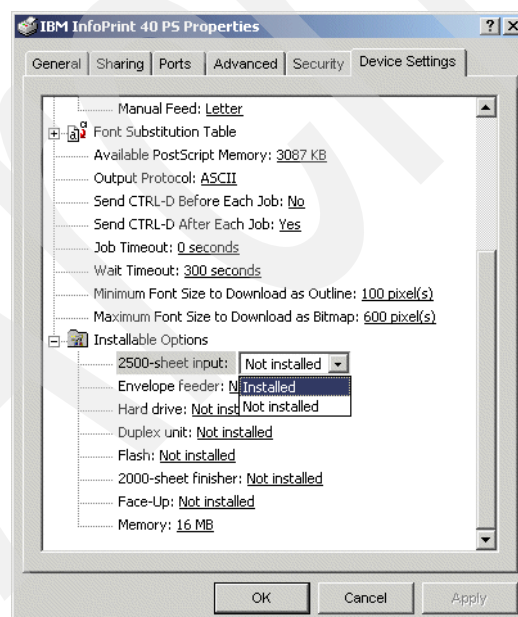 IBM InfoPrint 40 PS Properties
General Sharing Ports Advanced Security Device Settings
Manual Feed: Letter
Font Substitution Table
Available PostScript Memory: 3087 KB
Output Protocol: ASCII
Send CTRL-D Before Each Job: No
Send CTRL-D After Each Job: Yes
Job Timeout: 0 seconds
Wait Timeout: 300 seconds
Minimum Font Size to Download as Outline: 100 pixel(s)
Maximum Font Size to Download as Bitmap: 600 pixel(s)
Installable Options
2500-sheet input: Not installed
Envelope feeder: N Installed
Hard drive: Not inst Not installed
Duplex unit: Not installed
Flash: Not installed
2000-sheet finisher: Not installed
Face-Up: Not installed
Memory: 16 MB
OK Cancel Apply